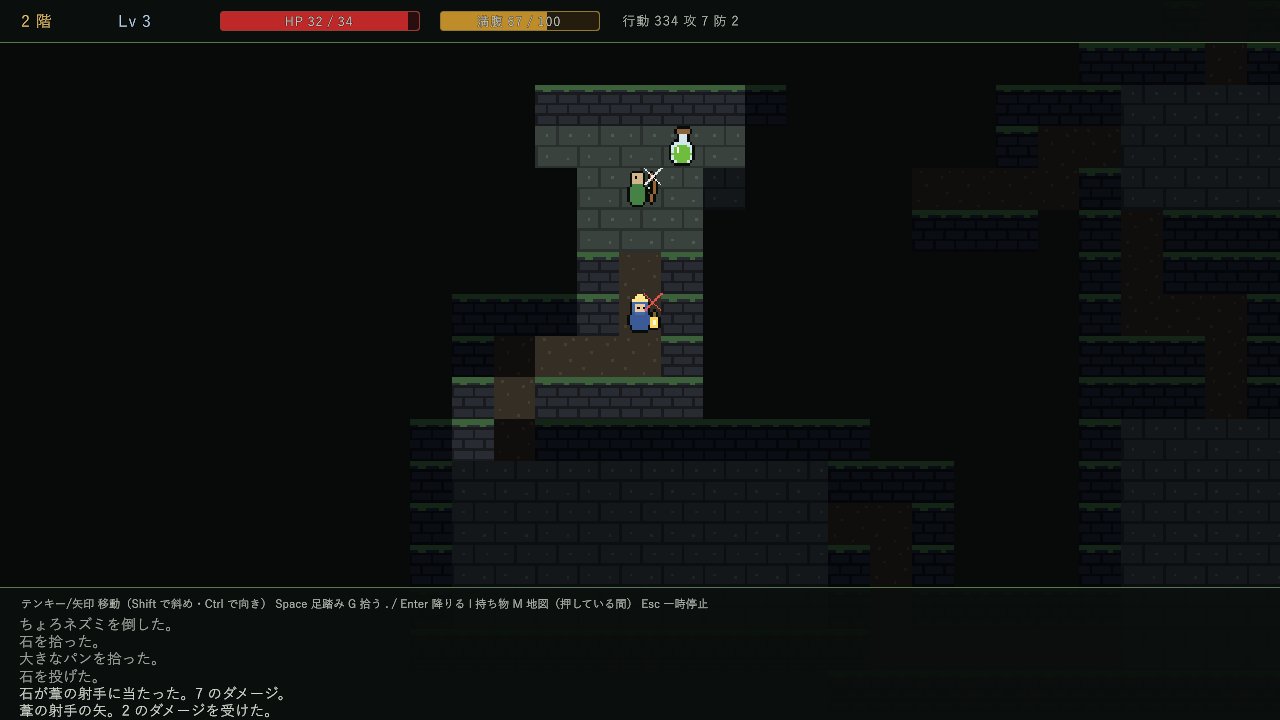 2 階 Lv 3 HP 32 / 34 満腹 67 / 100 行動 334 攻 7 防 2
テンキー/矢印 移動（Shift で斜め・Ctrl で向き） Space 足踏み G 拾う . / Enter 降りる I 持ち物 M 地図（押している間） Esc 一時停止
ちょろネズミを倒した。
石を拾った。
大きなパンを拾った。
石を投げた。
石が葦の射手に当たった。7 のダメージ。
葦の射手の矢。2 のダメージを受けた。